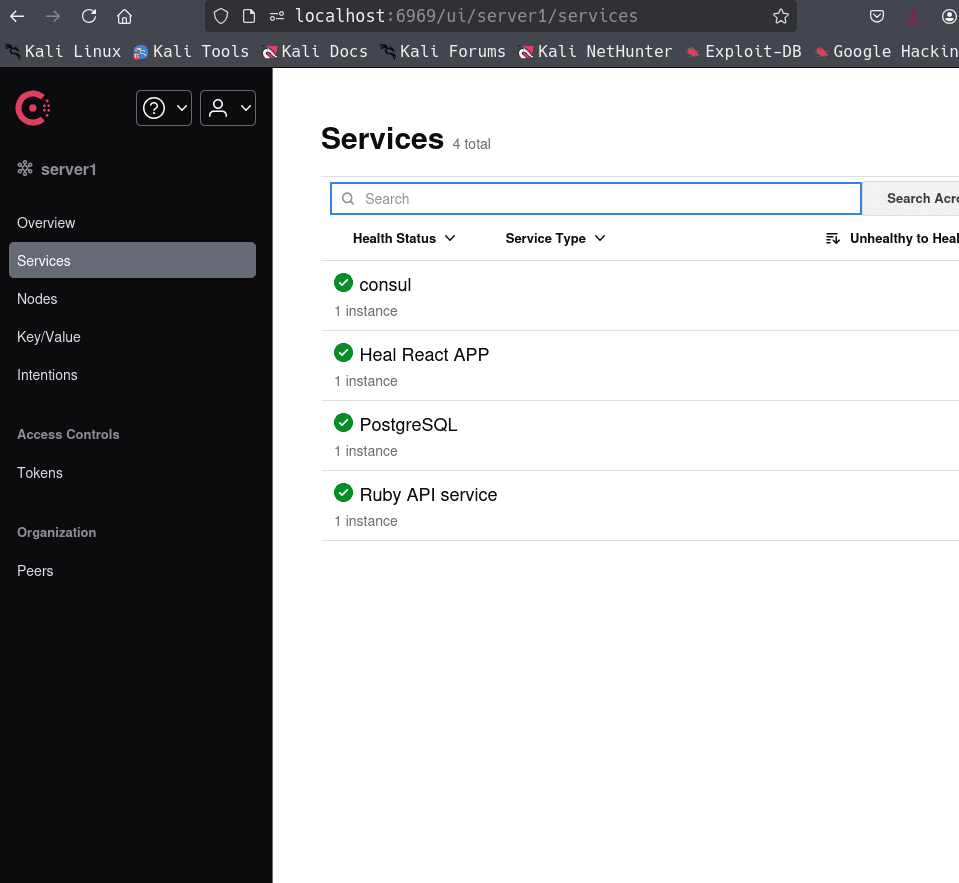 localhost:6969/ui/server1/services
Kali Linux Kali Tools Kali Docs Kali Forums Kali NetHunter Exploit-DB Google Hackin
server1
Overview
Services
Nodes
Key/Value
Intentions
Access Controls
Tokens
Organization
Peers
Services 4 total
Search Search Acro
Health Status Service Type Unhealthy to Heal
consul
1 instance
Heal React APP
1 instance
PostgreSQL
1 instance
Ruby API service
1 instance